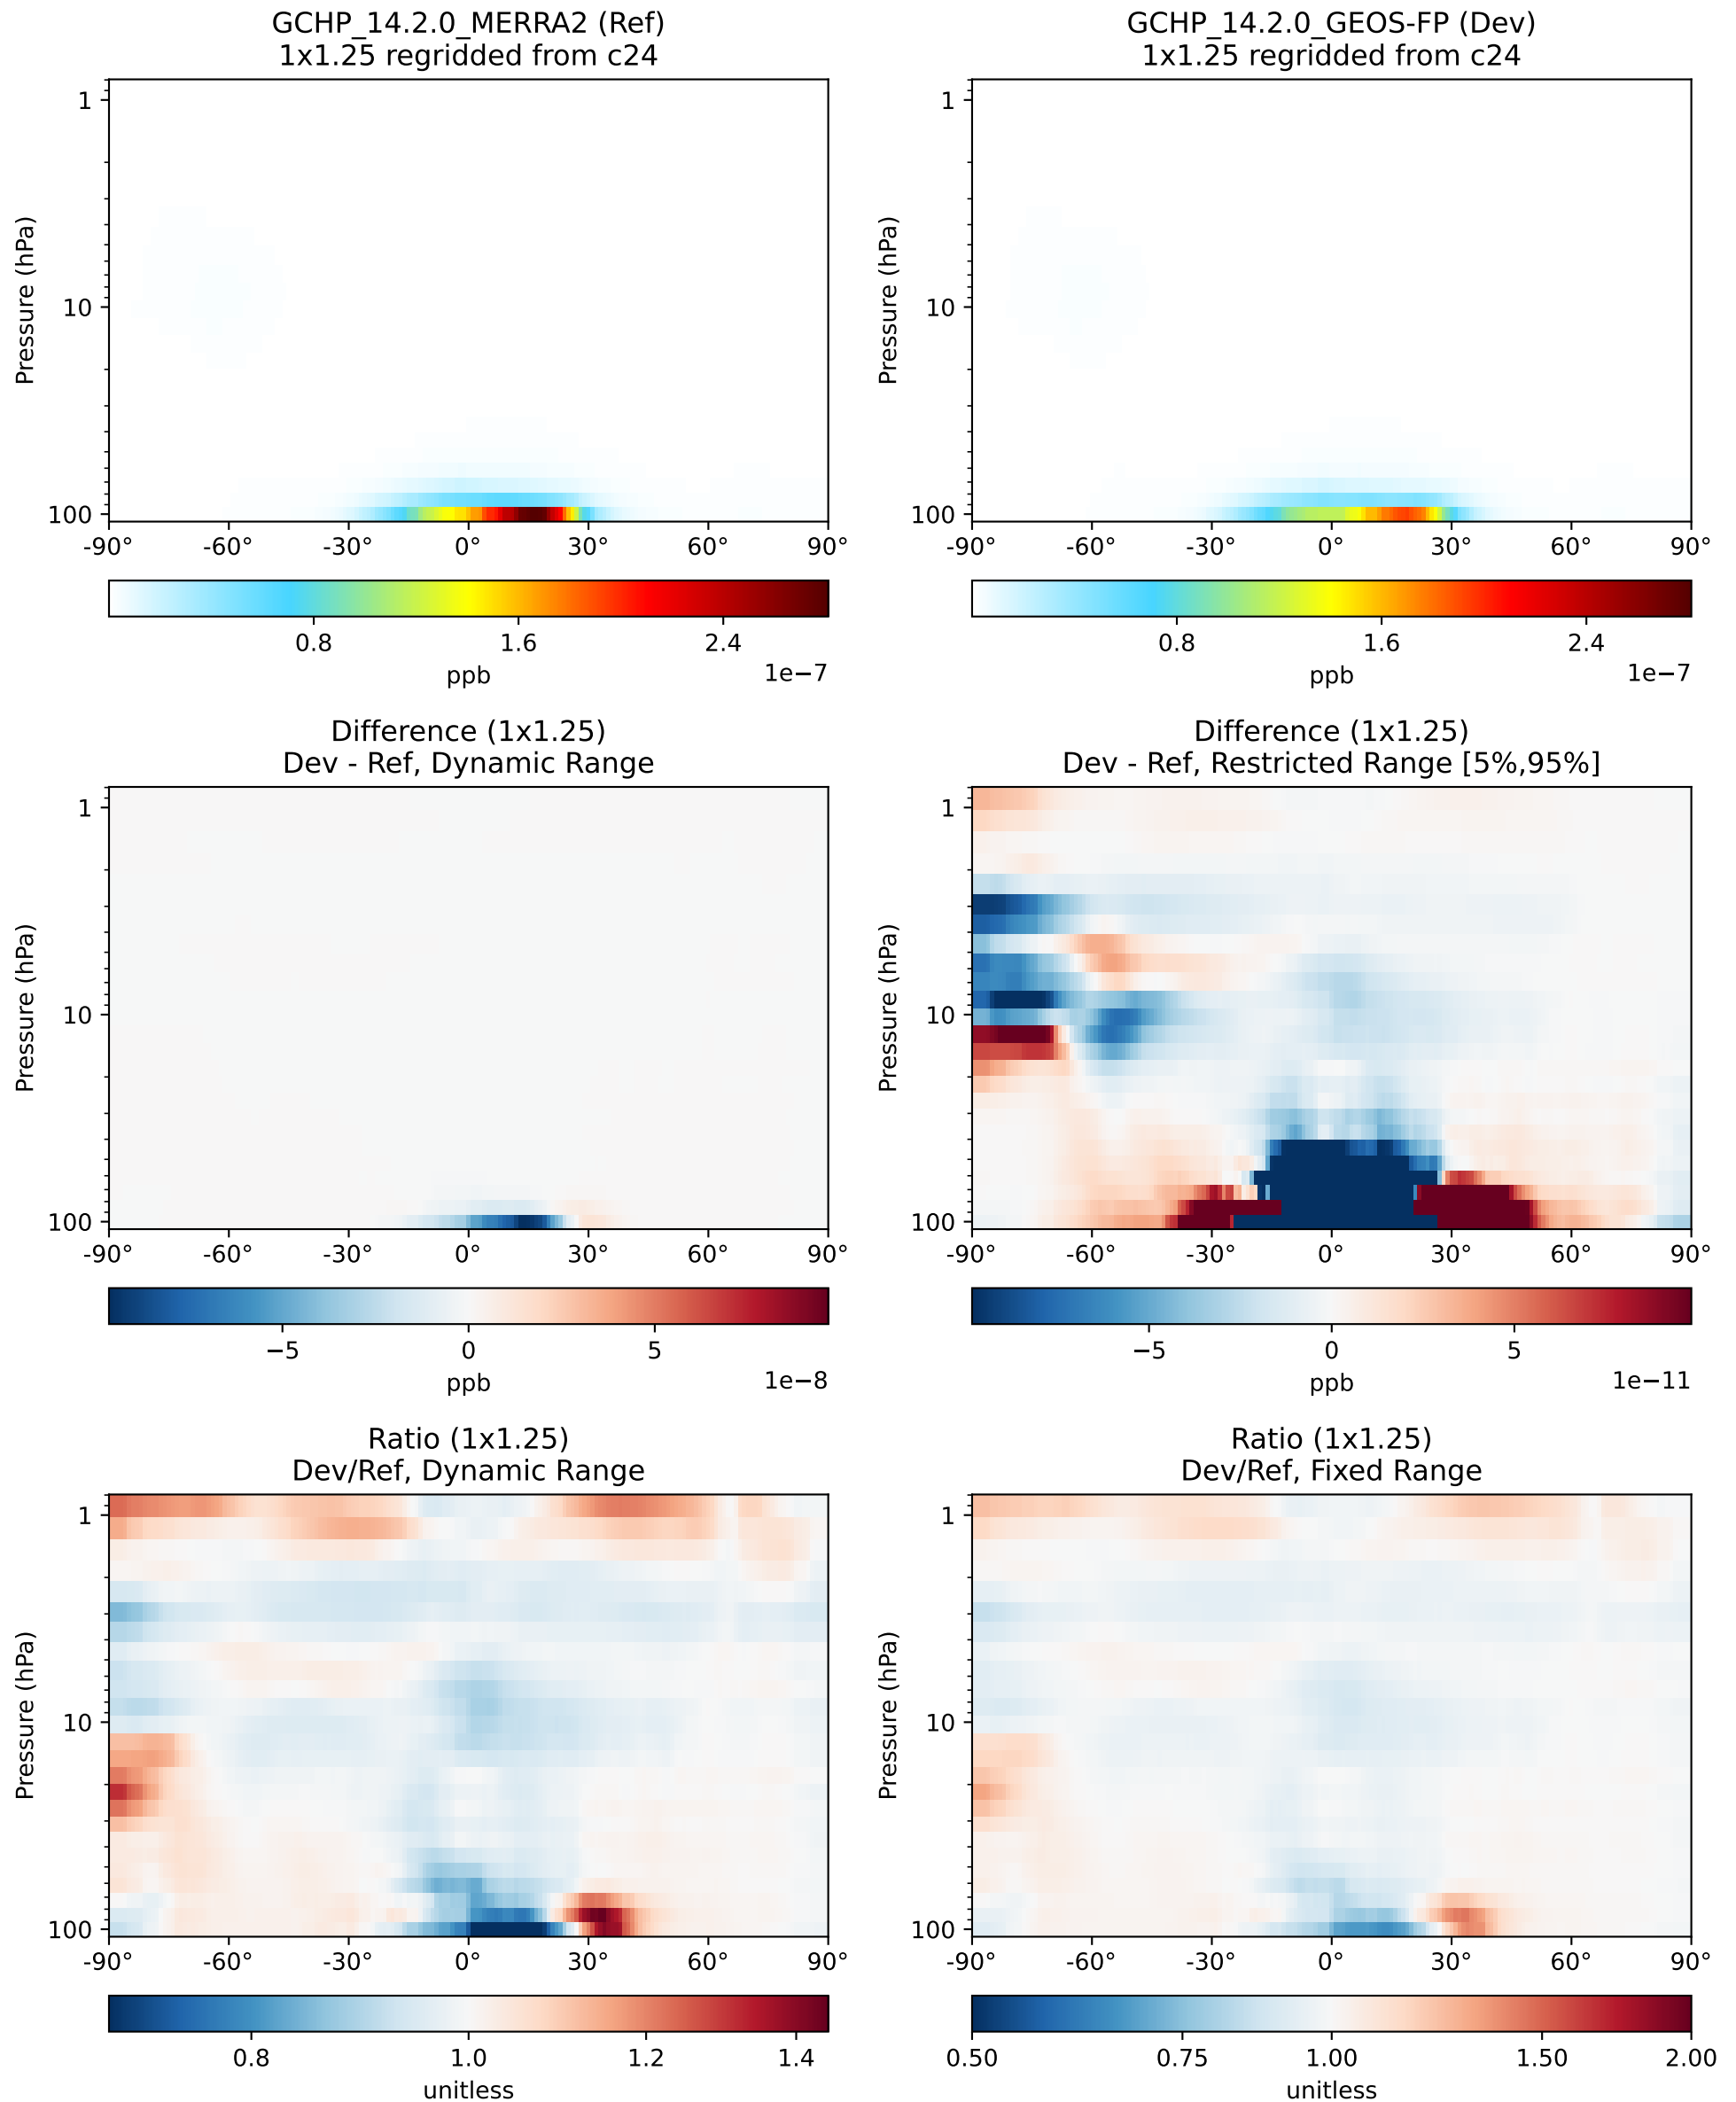 GCHP_14.2.0_MERRA2 (Ref)
1x1.25 regridded from c24
Pressure (hPa)
1
10
100
-90° -60° -30° 0° 30° 60° 90°
0.8 1.6 2.4
ppb
1e−7
GCHP_14.2.0_GEOS-FP (Dev)
1x1.25 regridded from c24
Pressure (hPa)
1
10
100
-90° -60° -30° 0° 30° 60° 90°
0.8 1.6 2.4
ppb
1e−7
Difference (1x1.25)
Dev - Ref, Dynamic Range
Pressure (hPa)
1
10
100
-90° -60° -30° 0° 30° 60° 90°
−5 0 5
ppb
1e−8
Difference (1x1.25)
Dev - Ref, Restricted Range [5%,95%]
Pressure (hPa)
1
10
100
-90° -60° -30° 0° 30° 60° 90°
−5 0 5
ppb
1e−11
Ratio (1x1.25)
Dev/Ref, Dynamic Range
Pressure (hPa)
1
10
100
-90° -60° -30° 0° 30° 60° 90°
0.8 1.0 1.2 1.4
unitless
Ratio (1x1.25)
Dev/Ref, Fixed Range
Pressure (hPa)
1
10
100
-90° -60° -30° 0° 30° 60° 90°
0.50 0.75 1.00 1.50 2.00
unitless